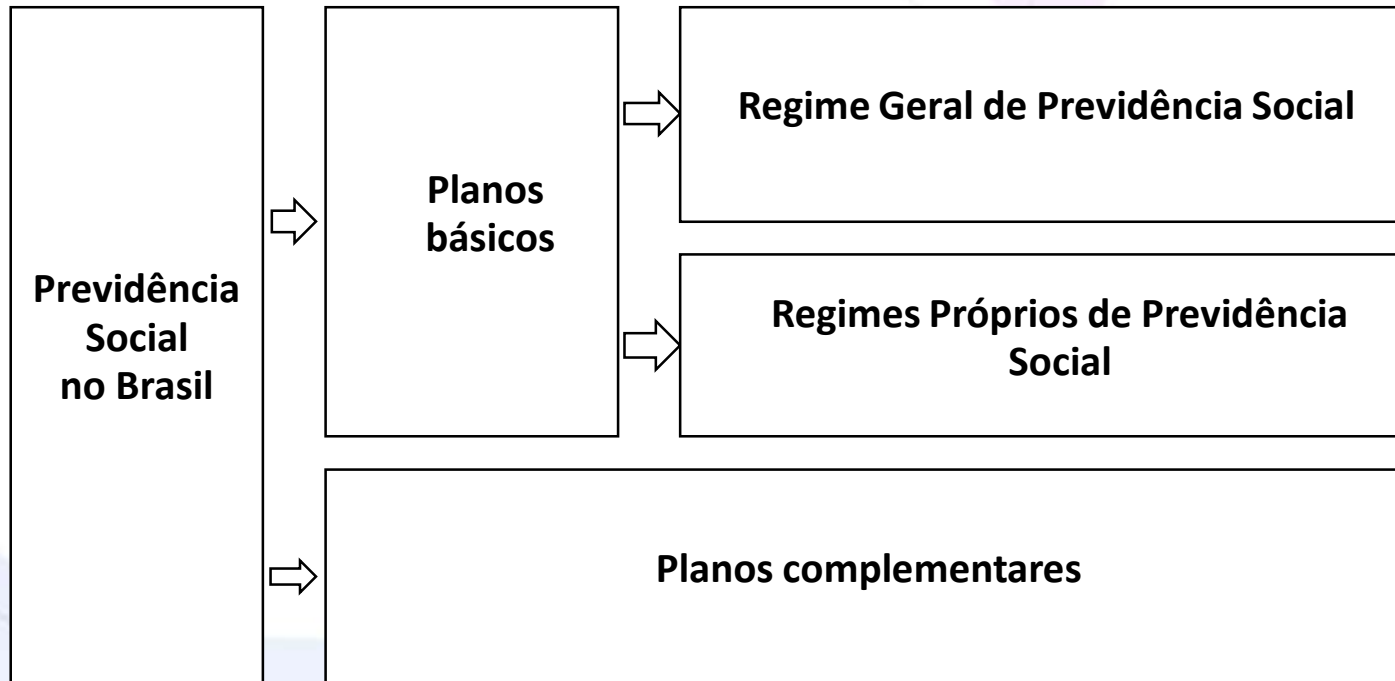 Previdência
Social
no Brasil
Planos
básicos
Regime Geral de Previdência Social
Regimes Próprios de Previdência
Social
Planos complementares